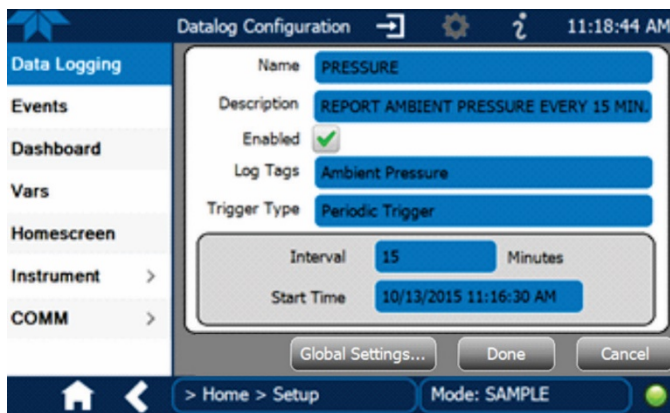 Datalog Configuration
11:18:44 AM
Data Logging
Events
Dashboard
Vars
Homescreen
Instrument >
COMM >
Name PRESSURE
Description REPORT AMBIENT PRESSURE EVERY 15 MIN.
Enabled
Log Tags Ambient Pressure
Trigger Type Periodic Trigger
Interval 15 Minutes
Start Time 10/13/2015 11:16:30 AM
Global Settings... Done Cancel
> Home > Setup Mode: SAMPLE